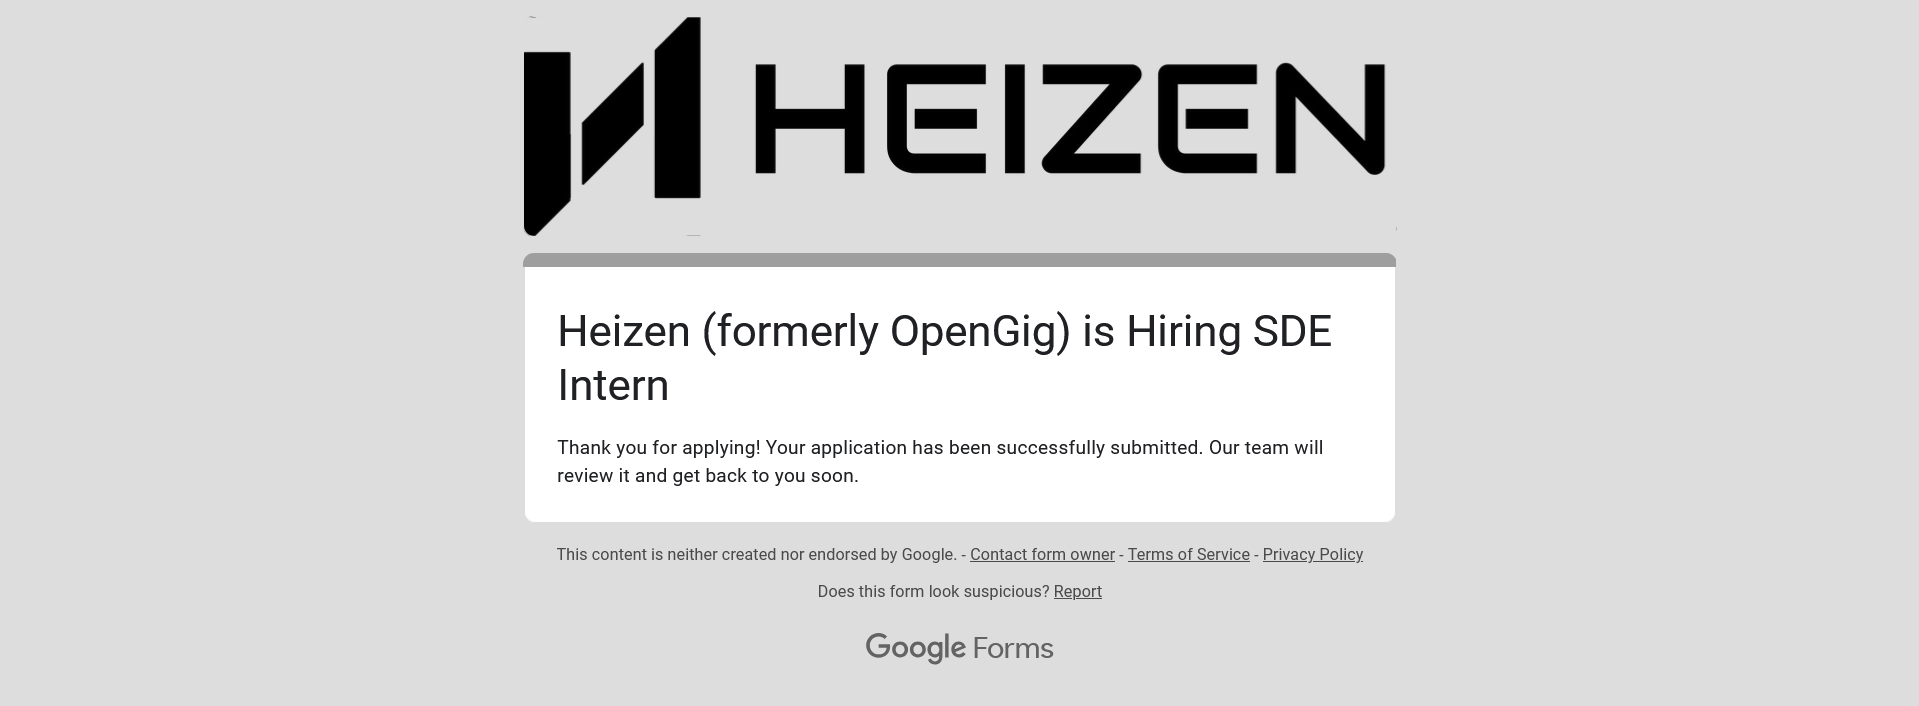 HEIZEN
Heizen (formerly OpenGig) is Hiring SDE
Intern
Thank you for applying! Your application has been successfully submitted. Our team will
review it and get back to you soon.
This content is neither created nor endorsed by Google. - Contact form owner - Terms of Service - Privacy Policy
Does this form look suspicious? Report
Google Forms